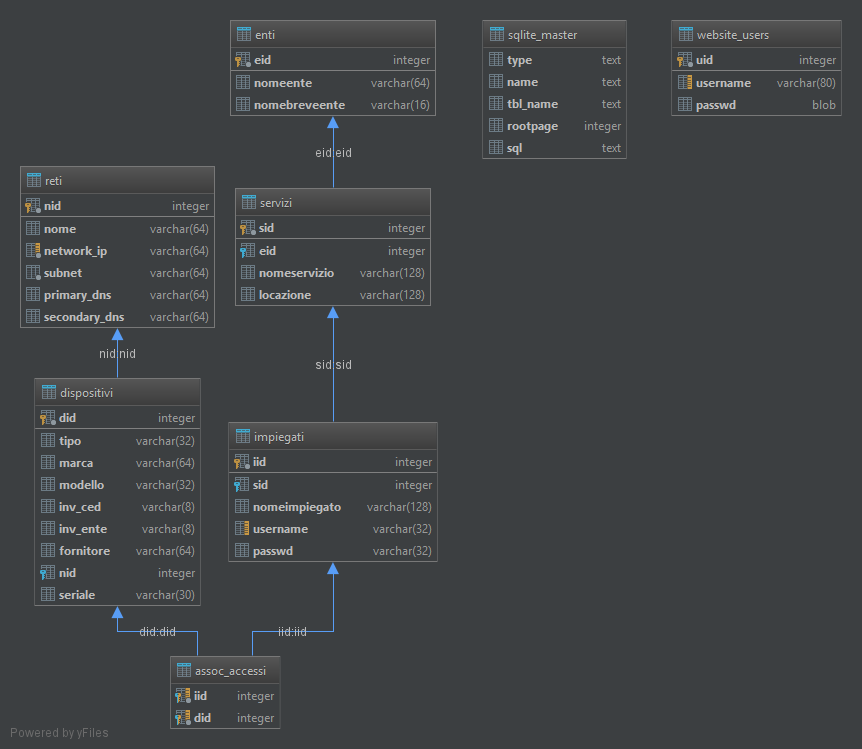 enti
eid integer
nomeente varchar(64)
nomebreveente varchar(16)
sqlite_master
type text
name text
tbl_name text
rootpage integer
sql text
website_users
uid integer
username varchar(80)
passwd blob
eid:eid
reti
nid integer
nome varchar(64)
network_ip varchar(64)
subnet varchar(64)
primary_dns varchar(64)
secondary_dns varchar(64)
servizi
sid integer
eid integer
nomeservizio varchar(128)
locazione varchar(128)
nid:nid
sid:sid
dispositivi
did integer
tipo varchar(32)
marca varchar(64)
modello varchar(32)
inv_ced varchar(8)
inv_ente varchar(8)
fornitore varchar(64)
nid integer
seriale varchar(30)
impiegati
iid integer
sid integer
nomeimpiegato varchar(128)
username varchar(32)
passwd varchar(32)
did:did
iid:iid
assoc_accessi
iid integer
did integer
Powered by yFiles